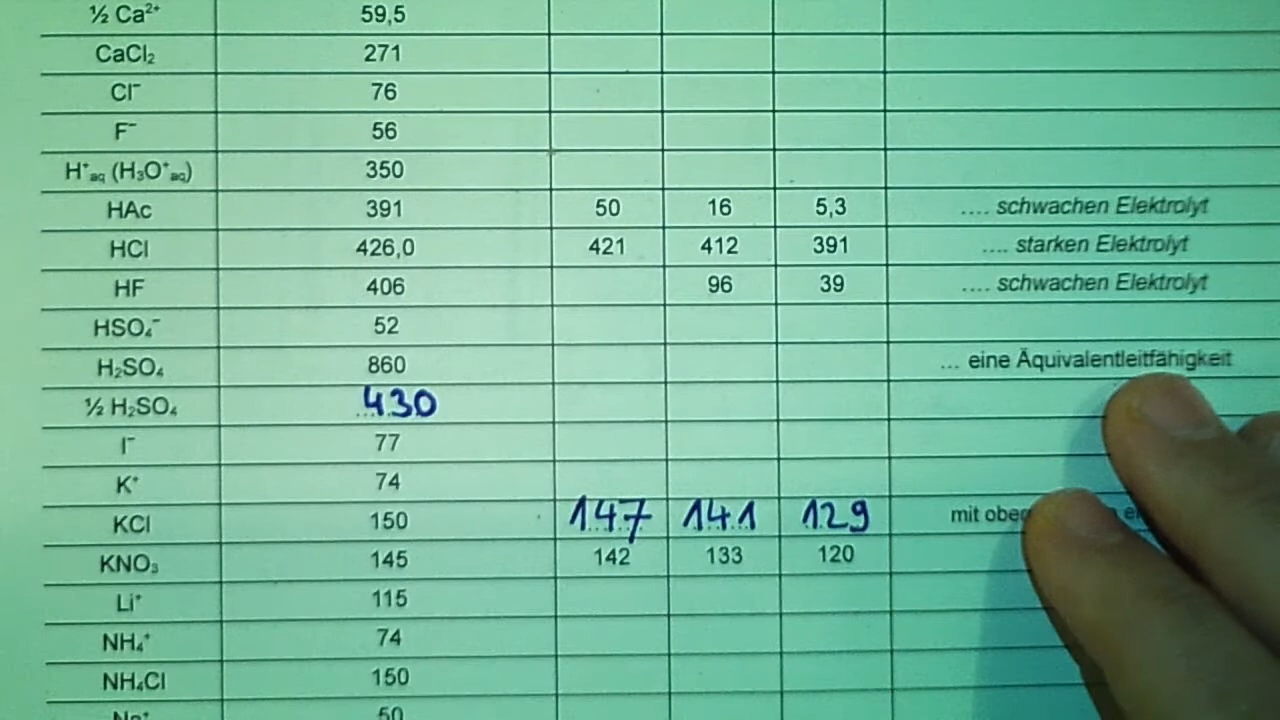 ½ Ca²⁺ 59,5
CaCl₂ 271
Cl⁻ 76
F⁻ 56
H⁺aq (H₃O⁺aq) 350
HAc 391 50 16 5,3 .... schwachen Elektrolyt
HCl 426,0 421 412 391 .... starken Elektrolyt
HF 406 96 39 .... schwachen Elektrolyt
HSO₄⁻ 52
H₂SO₄ 860 ... eine Äquivalentleitfähigkeit
½ H₂SO₄ 430
I⁻ 77
K⁺ 74
KCl 150 147 141 129 mit
KNO₃ 145 142 133 120
Li⁺ 115
NH₄⁺ 74
NH₄Cl 150
Na⁺ 50